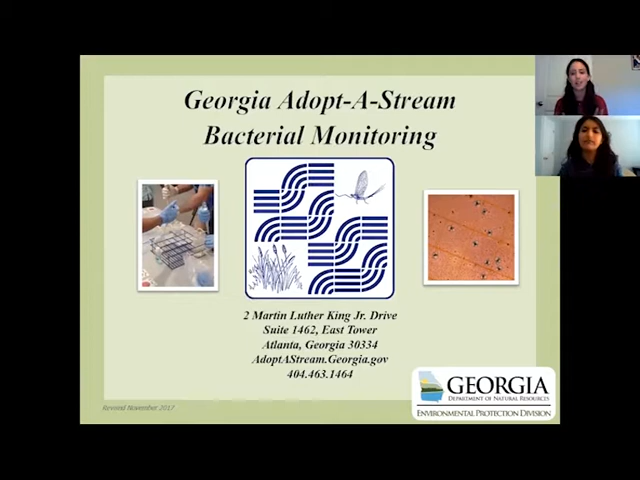 Georgia Adopt-A-Stream
Bacterial Monitoring
2 Martin Luther King Jr. Drive
Suite 1462, East Tower
Atlanta, Georgia 30334
AdoptAStream.Georgia.gov
404.463.1464
Revised November 2017
GEORGIA
DEPARTMENT OF NATURAL RESOURCES
ENVIRONMENTAL PROTECTION DIVISION